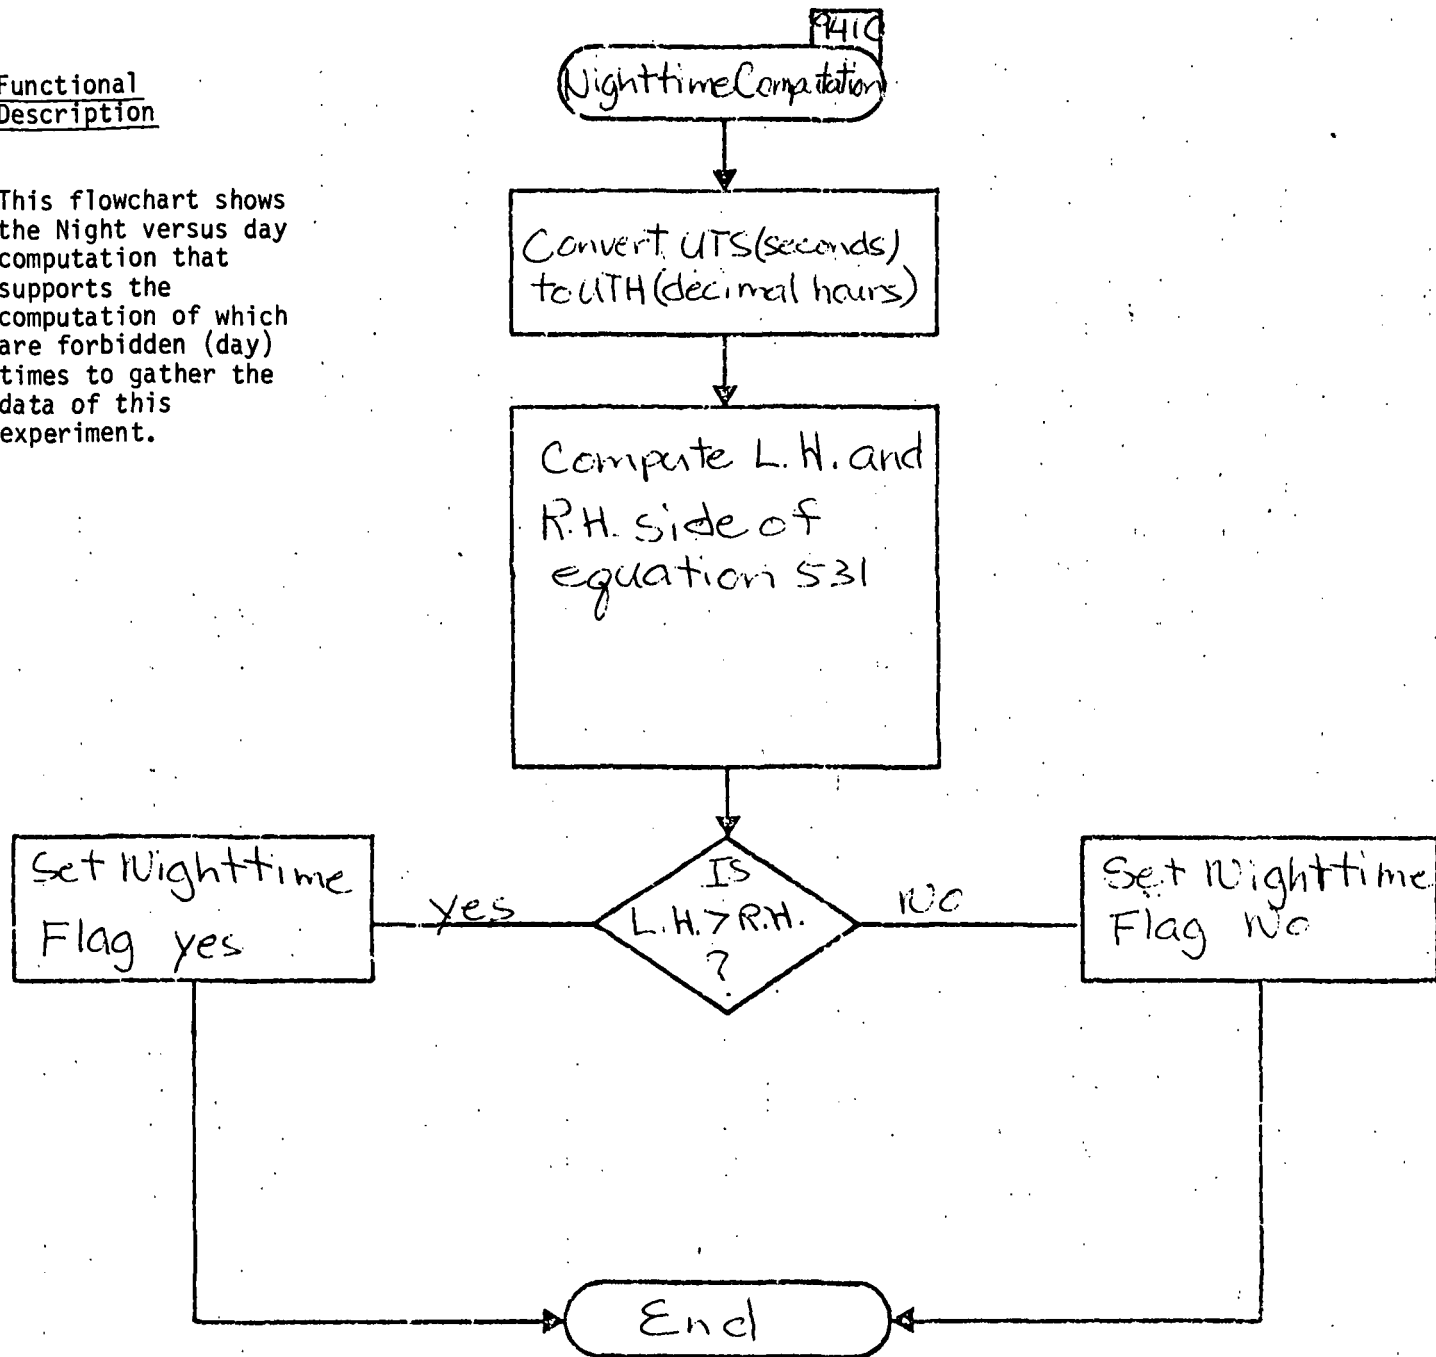 Functional
Description
This flowchart shows
the Night versus day
computation that
supports the
computation of which
are forbidden (day)
times to gather the
data of this
experiment.
941C
Nighttime Computation
Convert UTS (seconds)
to UTH (decimal hours)
Compute L.H. and
R.H. side of
equation 531
Is
L.H. > R.H.
?
yes
No
Set Nighttime
Flag yes
Set Nighttime
Flag No
End